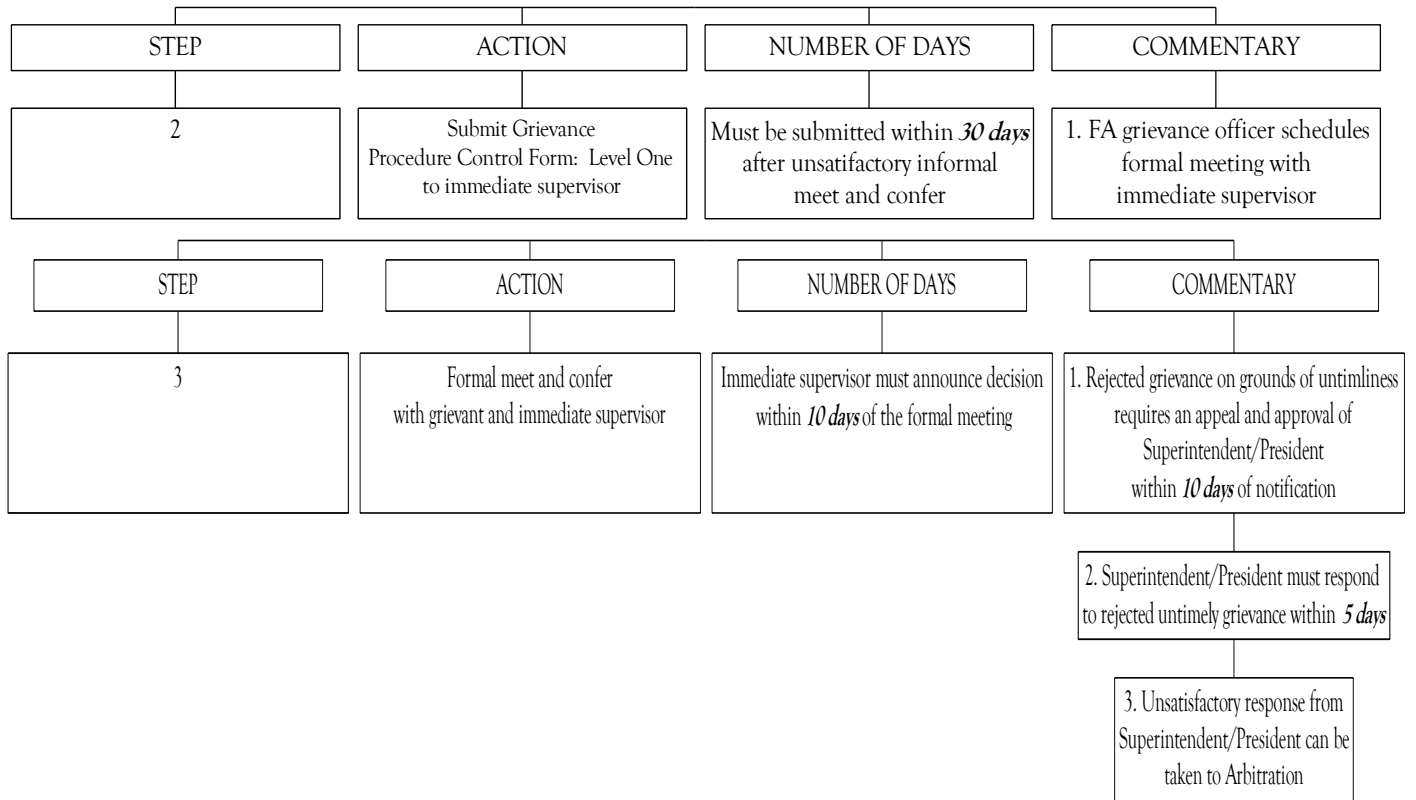 STEP
ACTION
NUMBER OF DAYS
COMMENTARY
2
Submit Grievance
Procedure Control Form: Level One
to immediate supervisor
Must be submitted within 30 days
after unsatifactory informal
meet and confer
1. FA grievance officer schedules
formal meeting with
immediate supervisor
STEP
ACTION
NUMBER OF DAYS
COMMENTARY
3
Formal meet and confer
with grievant and immediate supervisor
Immediate supervisor must announce decision
within 10 days of the formal meeting
1. Rejected grievance on grounds of untimliness
requires an appeal and approval of
Superintendent/President
within 10 days of notification
2. Superintendent/President must respond
to rejected untimely grievance within 5 days
3. Unsatisfactory response from
Superintendent/President can be
taken to Arbitration